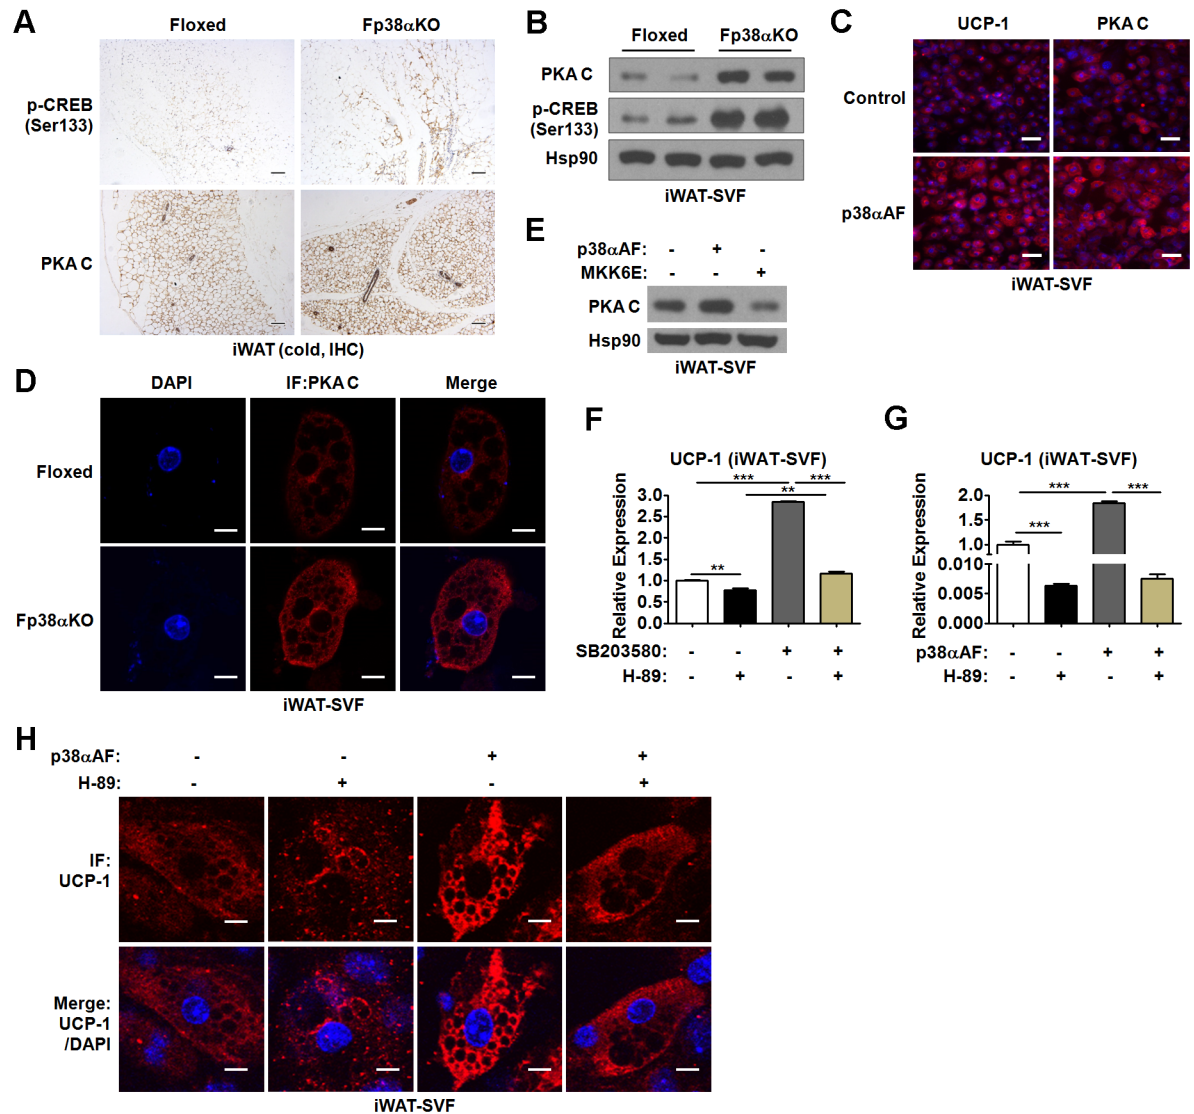 A
Floxed
Fp38αKO
p-CREB
(Ser133)
PKA C
iWAT (cold, IHC)
B
Floxed
Fp38αKO
PKA C
p-CREB
(Ser133)
Hsp90
iWAT-SVF
C
UCP-1
PKA C
Control
p38αAF
iWAT-SVF
D
DAPI
IF:PKA C
Merge
Floxed
Fp38αKO
iWAT-SVF
E
p38αAF: - + -
MKK6E: - - +
PKA C
Hsp90
iWAT-SVF
F
UCP-1 (iWAT-SVF)
*** ***
**
**
Relative Expression
3.0
2.5
2.0
1.5
1.0
0.5
0.0
SB203580: - - + +
H-89: - + - +
G
UCP-1 (iWAT-SVF)
*** ***
***
Relative Expression
2.0
1.5
1.0
0.010
0.005
0.000
p38αAF: - - + +
H-89: - + - +
H
p38αAF: - - + +
H-89: - + - +
IF:
UCP-1
Merge:
UCP-1
/DAPI
iWAT-SVF